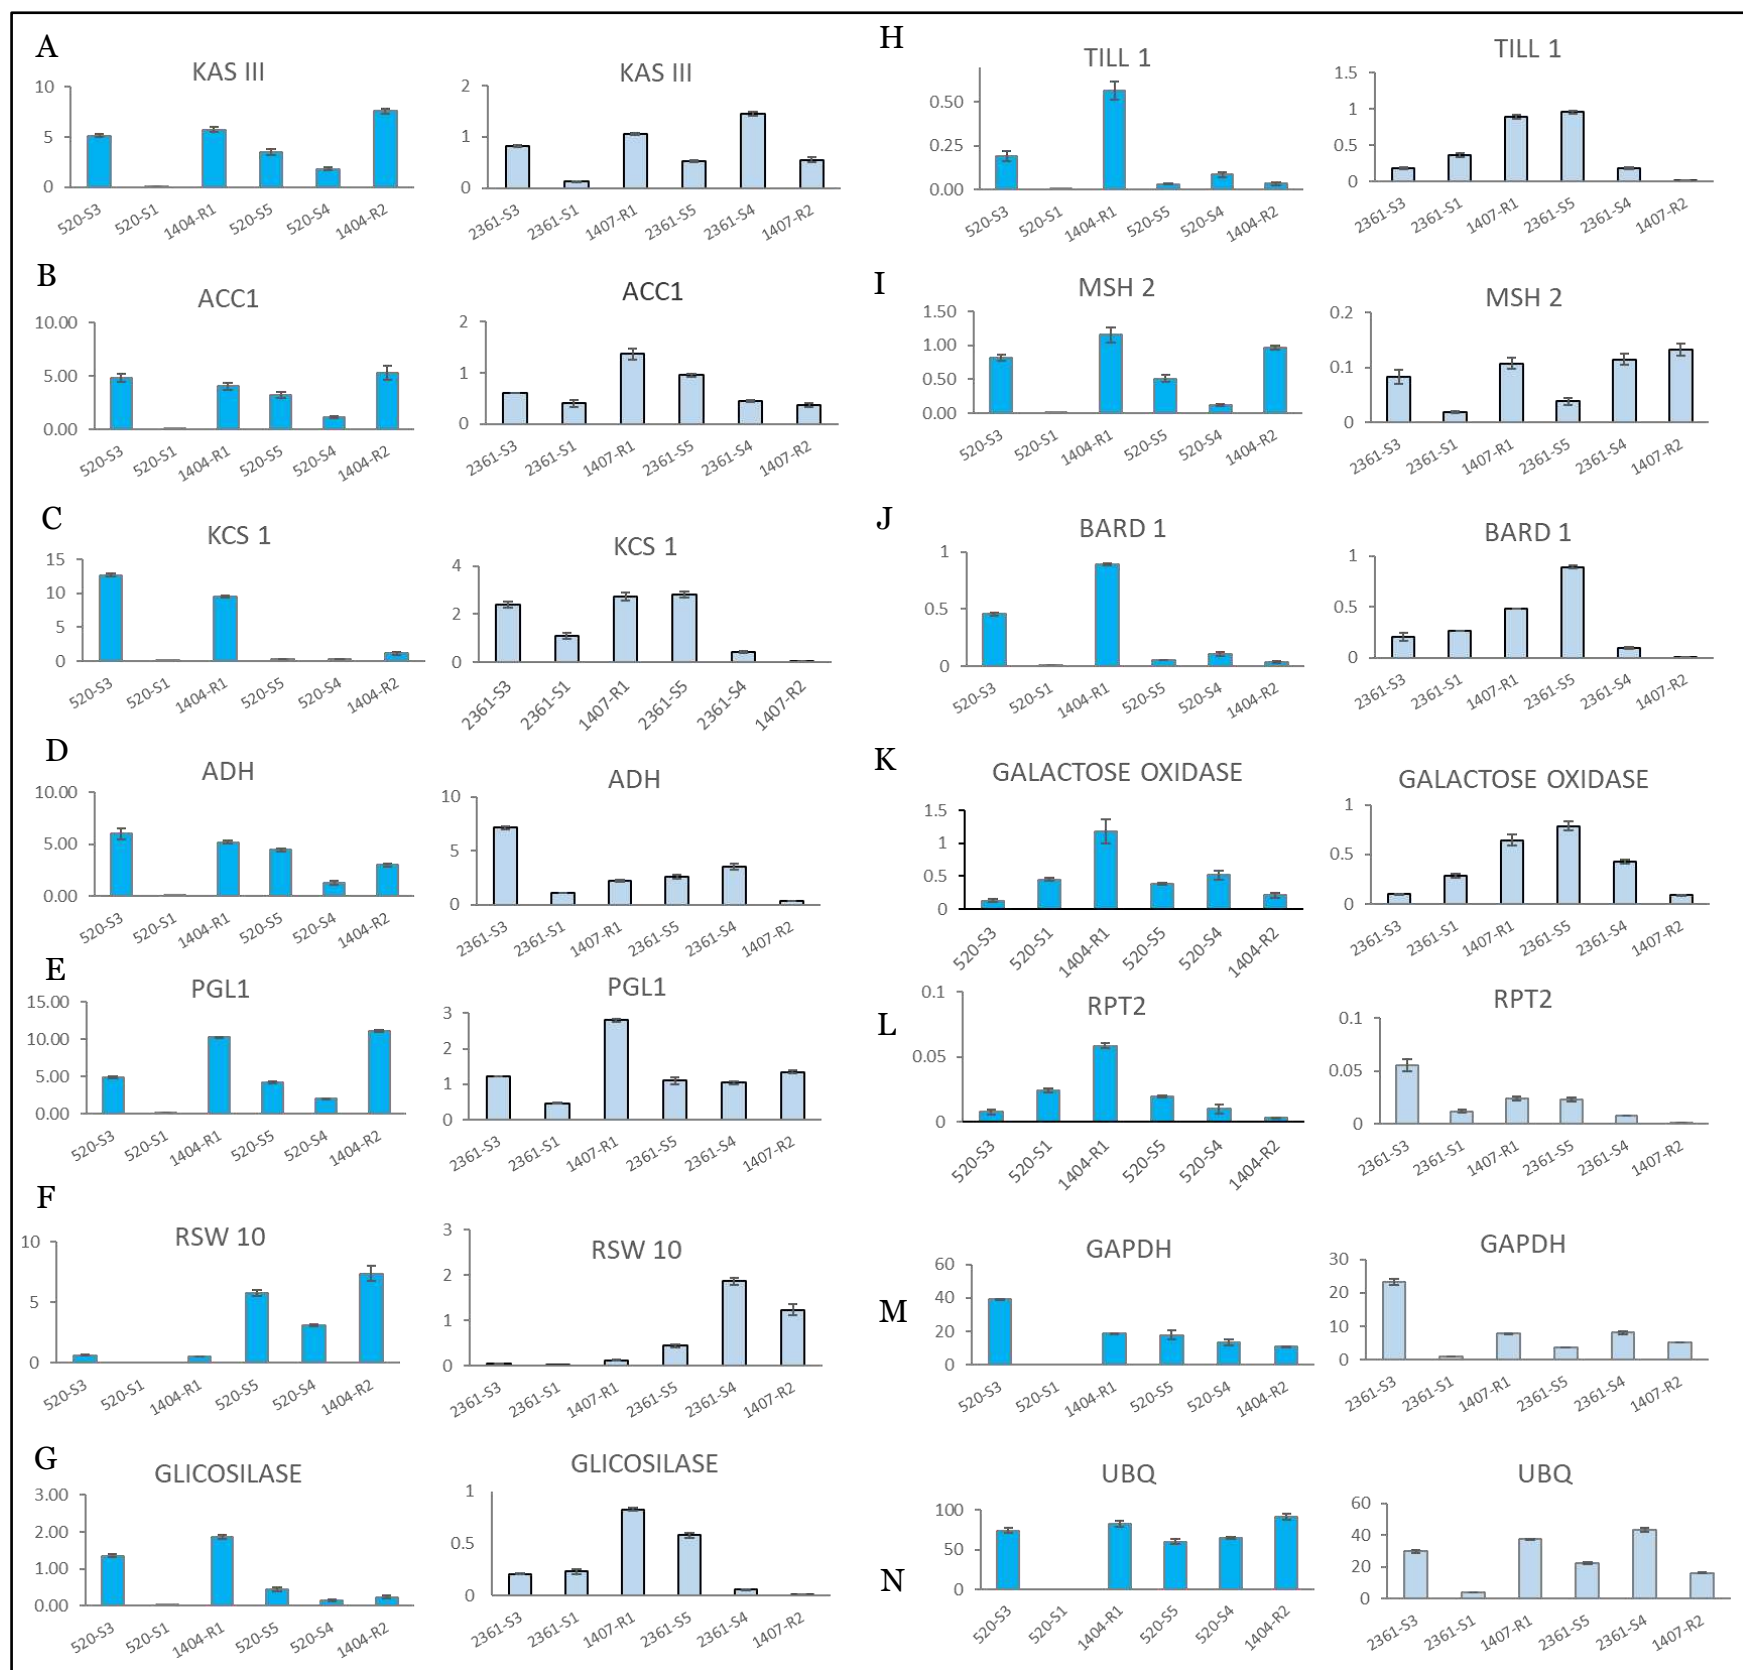 A
KAS III
10
5
0
520-S3 520-S1 1404-R1 520-S5 520-S4 1404-R2
KAS III
2
1
0
2361-S3 2361-S1 1407-R1 2361-S5 2361-S4 1407-R2
B
ACC1
10.00
5.00
0.00
520-S3 520-S1 1404-R1 520-S5 520-S4 1404-R2
ACC1
2
1
0
2361-S3 2361-S1 1407-R1 2361-S5 2361-S4 1407-R2
C
KCS 1
15
10
5
0
520-S3 520-S1 1404-R1 520-S5 520-S4 1404-R2
KCS 1
4
2
0
2361-S3 2361-S1 1407-R1 2361-S5 2361-S4 1407-R2
D
ADH
10.00
5.00
0.00
520-S3 520-S1 1404-R1 520-S5 520-S4 1404-R2
ADH
10
5
0
2361-S3 2361-S1 1407-R1 2361-S5 2361-S4 1407-R2
E
PGL1
15.00
10.00
5.00
0.00
520-S3 520-S1 1404-R1 520-S5 520-S4 1404-R2
PGL1
3
2
1
0
2361-S3 2361-S1 1407-R1 2361-S5 2361-S4 1407-R2
F
RSW 10
10
5
0
520-S3 520-S1 1404-R1 520-S5 520-S4 1404-R2
RSW 10
3
2
1
0
2361-S3 2361-S1 1407-R1 2361-S5 2361-S4 1407-R2
G
GLICOSILASE
3.00
2.00
1.00
0.00
520-S3 520-S1 1404-R1 520-S5 520-S4 1404-R2
GLICOSILASE
1
0.5
0
2361-S3 2361-S1 1407-R1 2361-S5 2361-S4 1407-R2
H
TILL 1
0.50
0.25
0.00
520-S3 520-S1 1404-R1 520-S5 520-S4 1404-R2
TILL 1
1.5
1
0.5
0
2361-S3 2361-S1 1407-R1 2361-S5 2361-S4 1407-R2
I
MSH 2
1.50
1.00
0.50
0.00
520-S3 520-S1 1404-R1 520-S5 520-S4 1404-R2
MSH 2
0.2
0.1
0
2361-S3 2361-S1 1407-R1 2361-S5 2361-S4 1407-R2
J
BARD 1
1
0.5
0
520-S3 520-S1 1404-R1 520-S5 520-S4 1404-R2
BARD 1
1
0.5
0
2361-S3 2361-S1 1407-R1 2361-S5 2361-S4 1407-R2
K
GALACTOSE OXIDASE
1.5
1
0.5
0
520-S3 520-S1 1404-R1 520-S5 520-S4 1404-R2
GALACTOSE OXIDASE
1
0.5
0
2361-S3 2361-S1 1407-R1 2361-S5 2361-S4 1407-R2
L
RPT2
0.1
0.05
0
520-S3 520-S1 1404-R1 520-S5 520-S4 1404-R2
RPT2
0.1
0.05
0
2361-S3 2361-S1 1407-R1 2361-S5 2361-S4 1407-R2
M
GAPDH
60
40
20
0
520-S3 520-S1 1404-R1 520-S5 520-S4 1404-R2
GAPDH
30
20
10
0
2361-S3 2361-S1 1407-R1 2361-S5 2361-S4 1407-R2
N
UBQ
100
50
0
520-S3 520-S1 1404-R1 520-S5 520-S4 1404-R2
UBQ
60
40
20
0
2361-S3 2361-S1 1407-R1 2361-S5 2361-S4 1407-R2